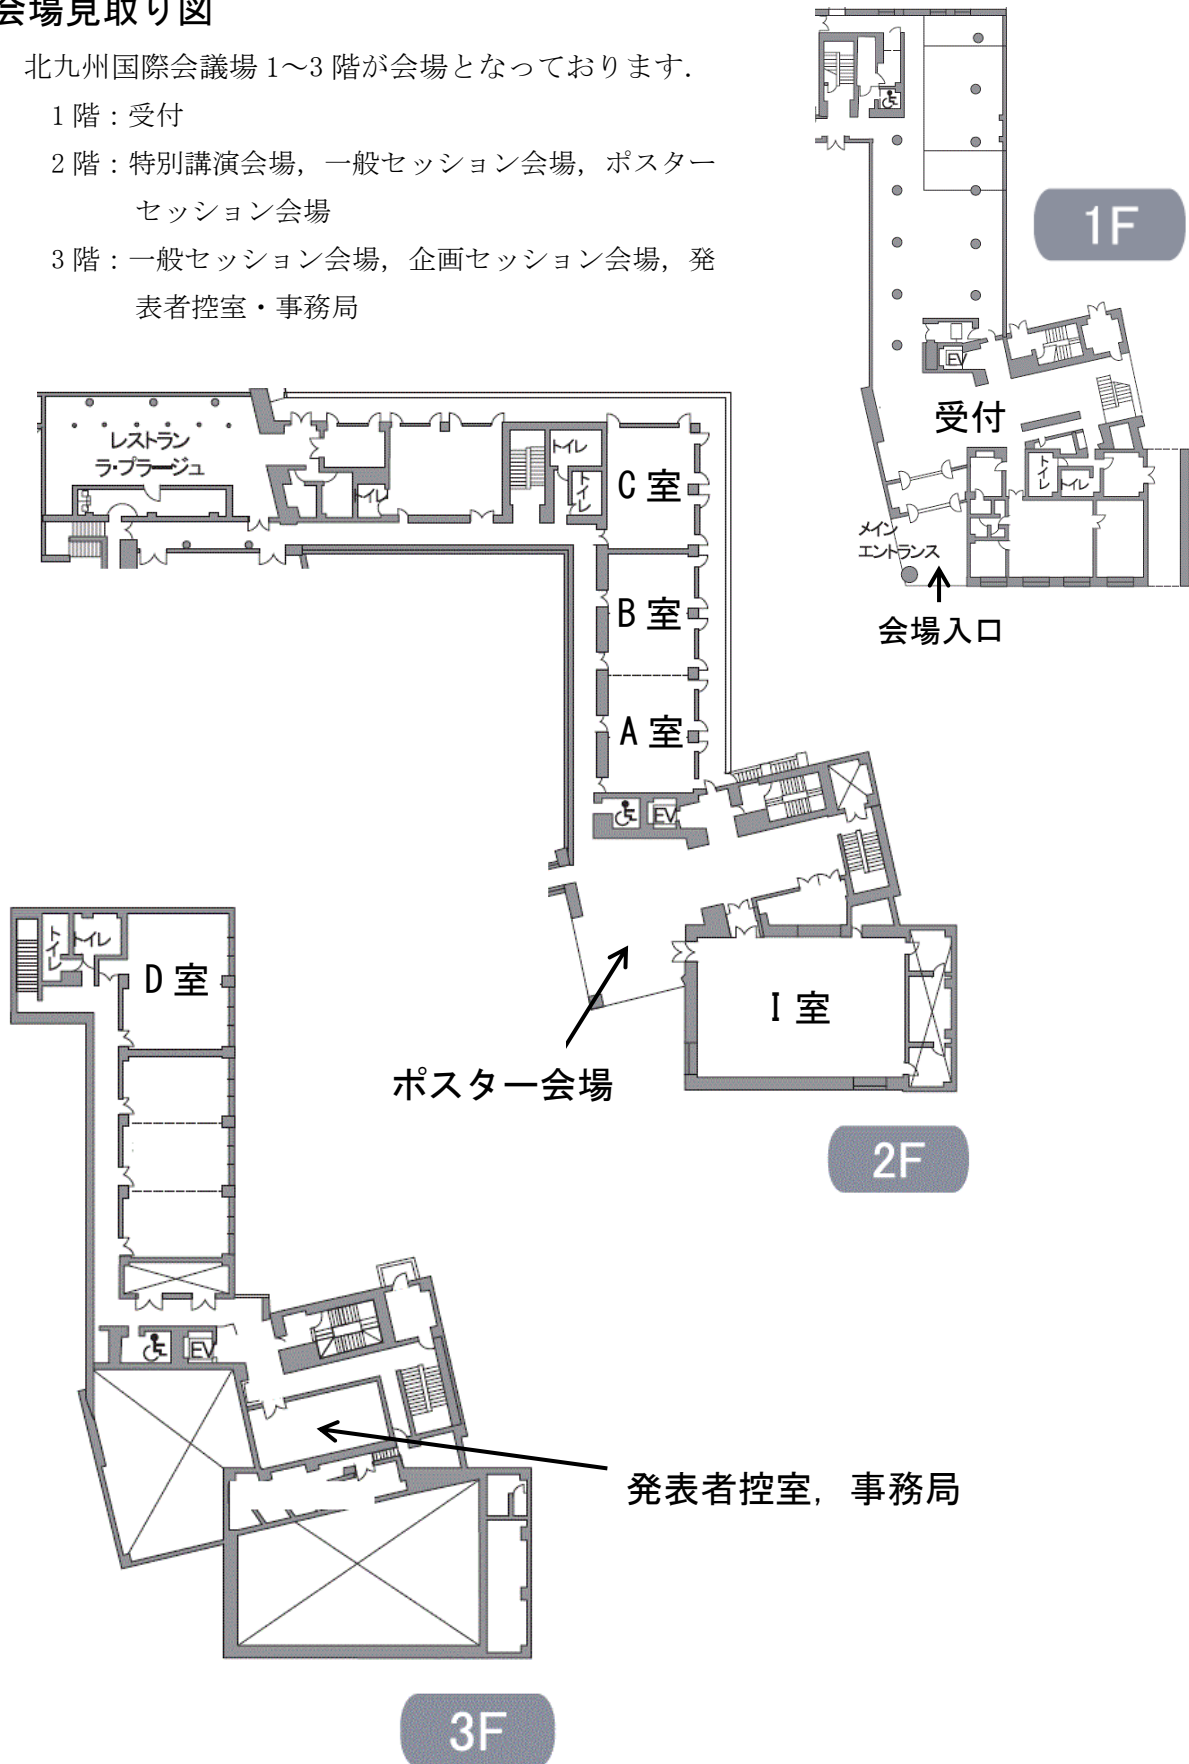 会場見取り図
北九州国際会議場 1～3 階が会場となっております．
1 階：受付
2 階：特別講演会場，一般セッション会場，ポスター
セッション会場
3 階：一般セッション会場，企画セッション会場，発
表者控室・事務局
1F
EV
受付
トイレ
トイレ
メイン
エントランス
会場入口
レストラン
ラ・プラージュ
トイレ
トイレ
トイレ
C 室
B 室
A 室
EV
I 室
ポスター会場
2F
トイレ
トイレ
D 室
EV
発表者控室，事務局
3F